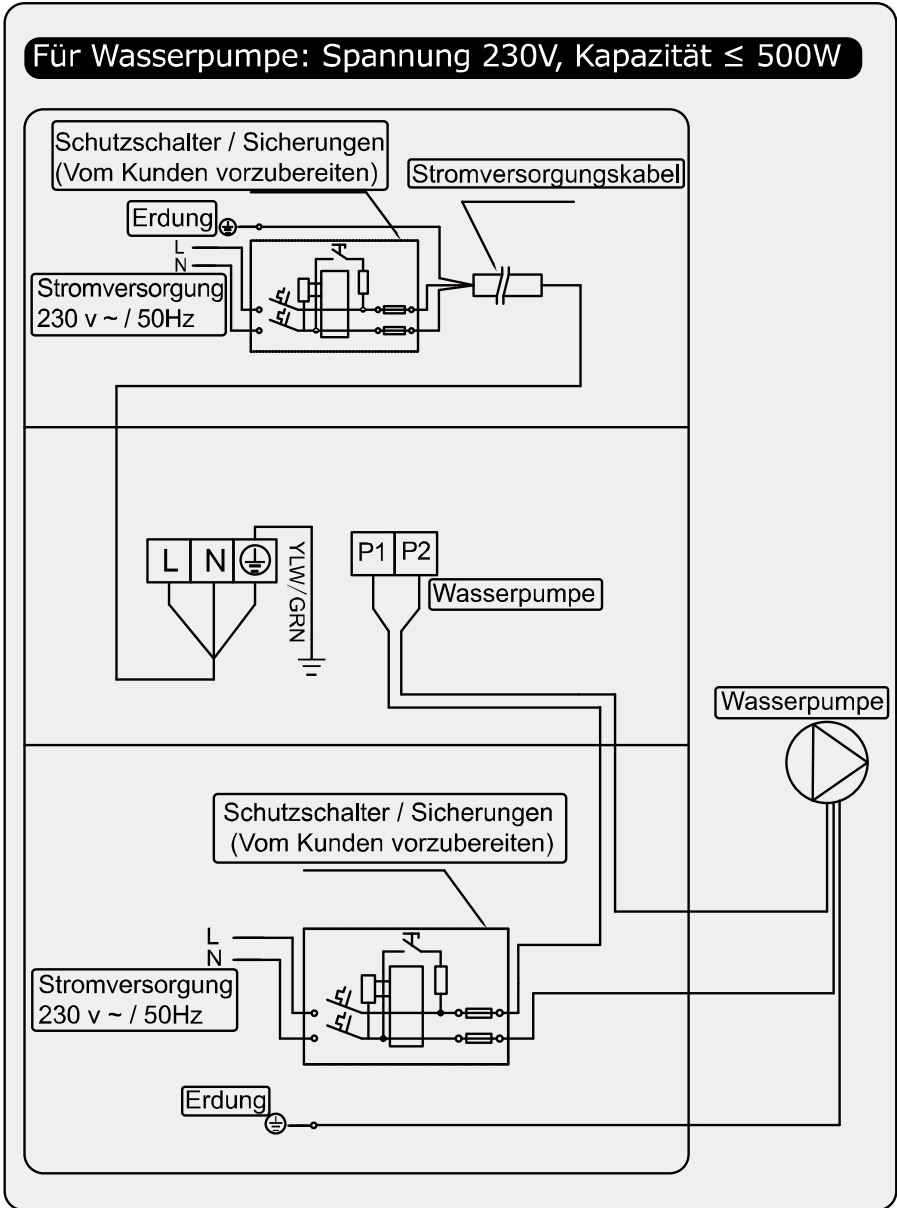 Für Wasserpumpe: Spannung 230V, Kapazität ≤ 500W
Schutzschalter / Sicherungen
(Vom Kunden vorzubereiten)
Stromversorgungskabel
Erdung
L
N
Stromversorgung
230 v ~ / 50Hz
L N
YLW/GRN
P1 P2
Wasserpumpe
Wasserpumpe
Schutzschalter / Sicherungen
(Vom Kunden vorzubereiten)
L
N
Stromversorgung
230 v ~ / 50Hz
Erdung